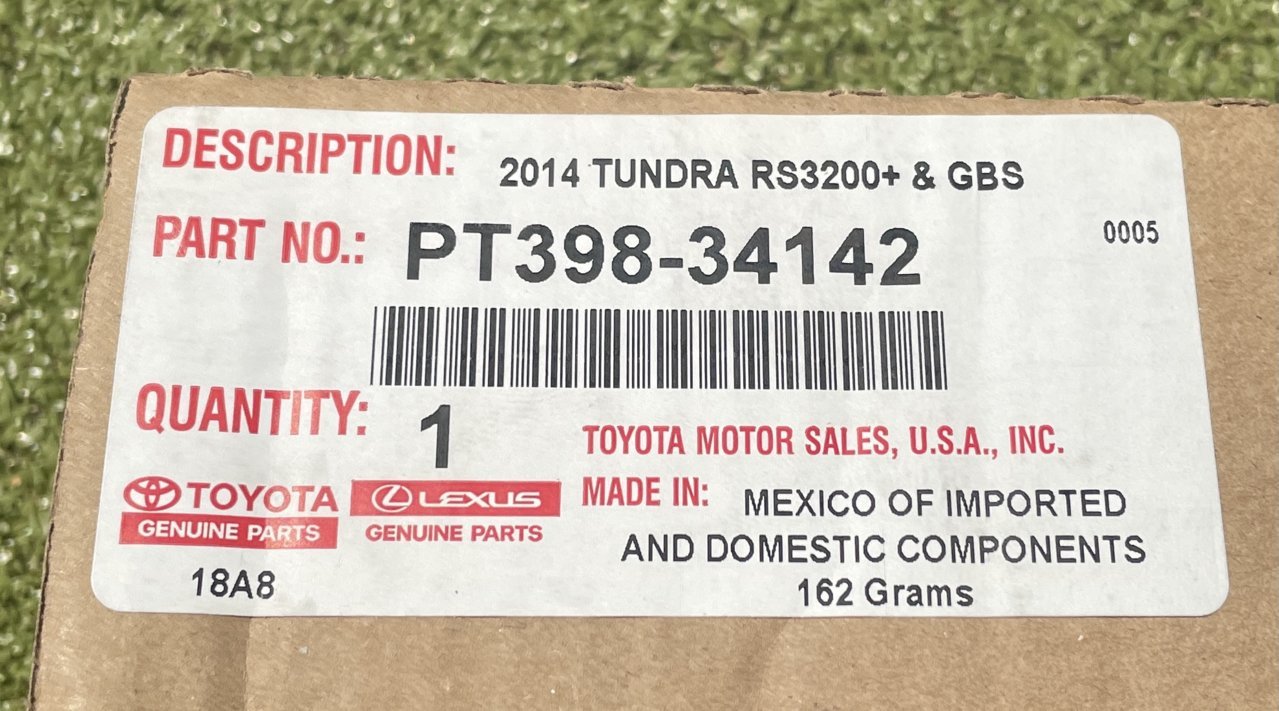 DESCRIPTION: 2014 TUNDRA RS3200+ & GBS
PART NO.: PT398-34142
0005
QUANTITY: 1
TOYOTA MOTOR SALES, U.S.A., INC.
TOYOTA
GENUINE PARTS
LEXUS
GENUINE PARTS
MADE IN: MEXICO OF IMPORTED
AND DOMESTIC COMPONENTS
18A8
162 Grams